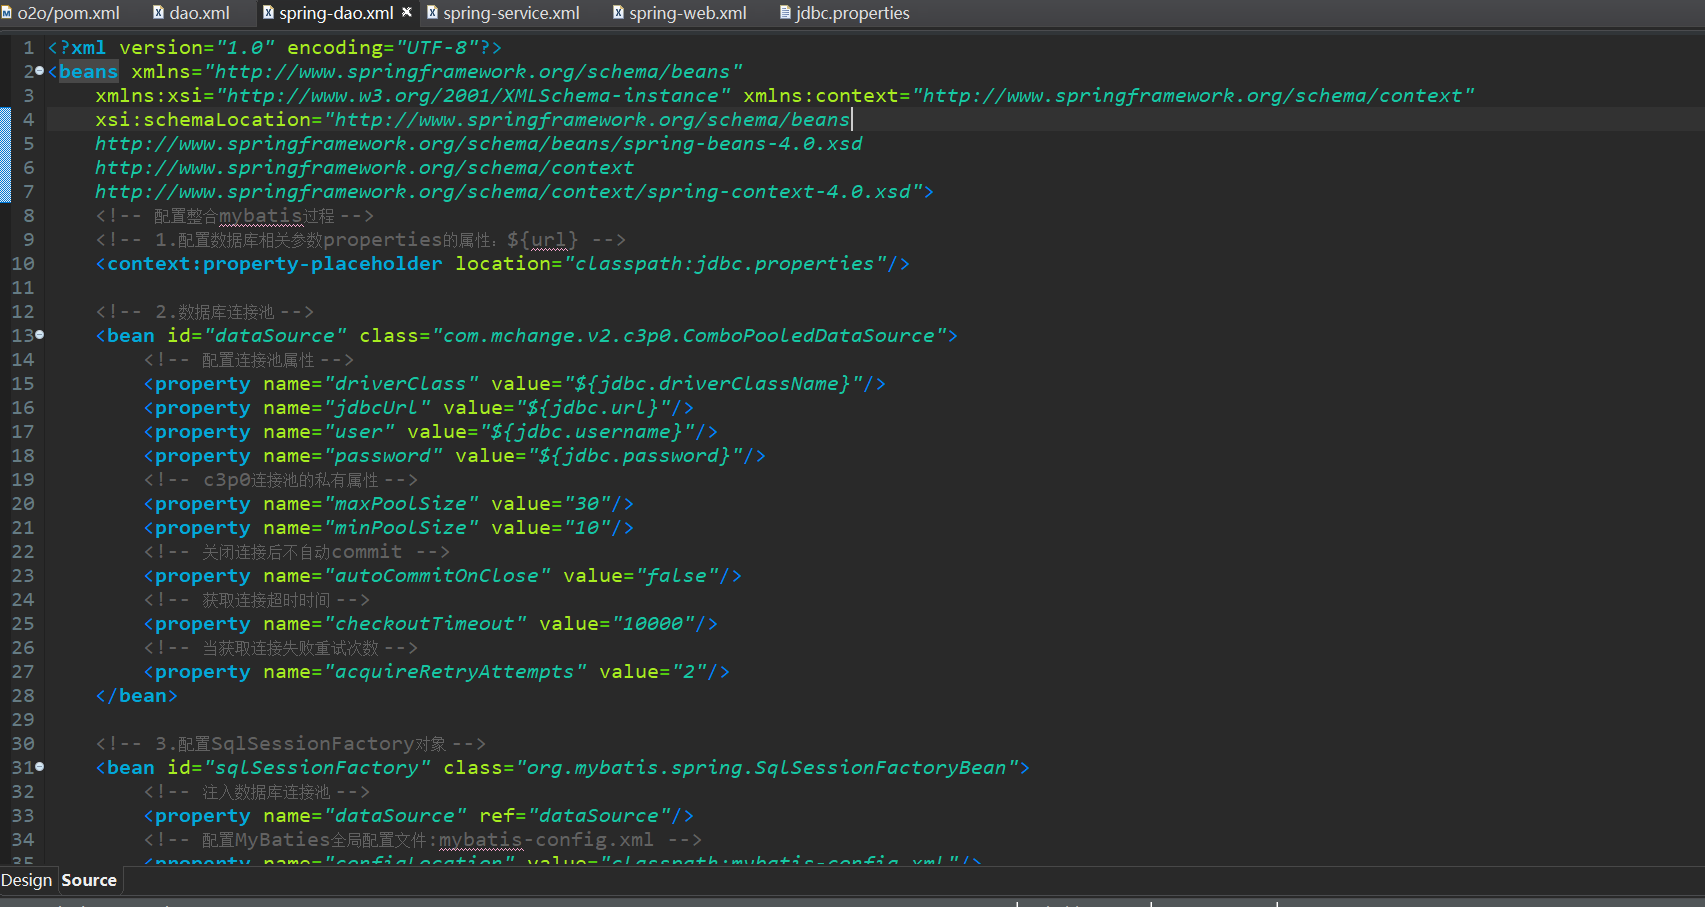 o2o/pom.xml dao.xml spring-dao.xml spring-service.xml spring-web.xml jdbc.properties
1 <?xml version="1.0" encoding="UTF-8"?>
2 <beans xmlns="http://www.springframework.org/schema/beans"
3 xmlns:xsi="http://www.w3.org/2001/XMLSchema-instance" xmlns:context="http://www.springframework.org/schema/context"
4 xsi:schemaLocation="http://www.springframework.org/schema/beans
5 http://www.springframework.org/schema/beans/spring-beans-4.0.xsd
6 http://www.springframework.org/schema/context
7 http://www.springframework.org/schema/context/spring-context-4.0.xsd">
8 <!-- 配置整合mybatis过程 -->
9 <!-- 1.配置数据库相关参数properties的属性：${url} -->
10 <context:property-placeholder location="classpath:jdbc.properties"/>
11
12 <!-- 2.数据库连接池 -->
13 <bean id="dataSource" class="com.mchange.v2.c3p0.ComboPooledDataSource">
14 <!-- 配置连接池属性 -->
15 <property name="driverClass" value="${jdbc.driverClassName}"/>
16 <property name="jdbcUrl" value="${jdbc.url}"/>
17 <property name="user" value="${jdbc.username}"/>
18 <property name="password" value="${jdbc.password}"/>
19 <!-- c3p0连接池的私有属性 -->
20 <property name="maxPoolSize" value="30"/>
21 <property name="minPoolSize" value="10"/>
22 <!-- 关闭连接后不自动commit -->
23 <property name="autoCommitOnClose" value="false"/>
24 <!-- 获取连接超时时间 -->
25 <property name="checkoutTimeout" value="10000"/>
26 <!-- 当获取连接失败重试次数 -->
27 <property name="acquireRetryAttempts" value="2"/>
28 </bean>
29
30 <!-- 3.配置SqlSessionFactory对象 -->
31 <bean id="sqlSessionFactory" class="org.mybatis.spring.SqlSessionFactoryBean">
32 <!-- 注入数据库连接池 -->
33 <property name="dataSource" ref="dataSource"/>
34 <!-- 配置MyBaties全局配置文件:mybatis-config.xml -->
35 <property name="configLocation" value="classpath:mybatis-config.xml"/>
Design Source